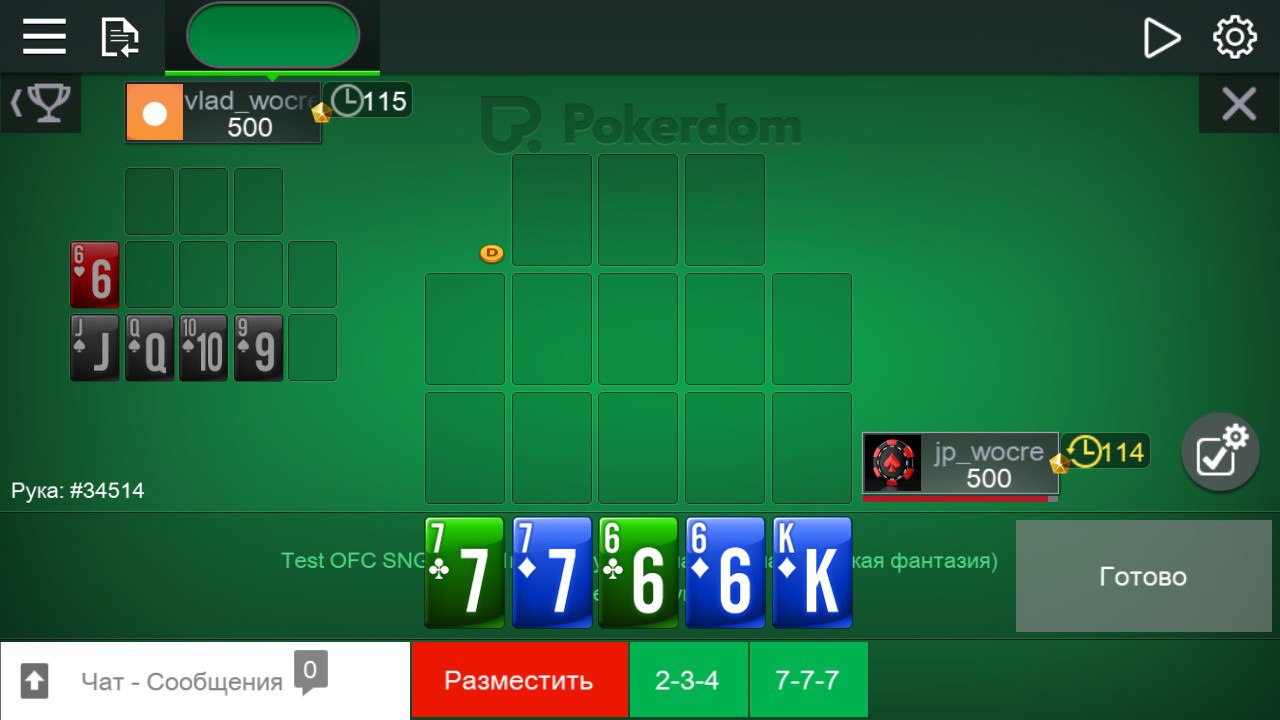 vlad_wocre
500
115
Pokerdom
D
6 6
J J
Q Q
10 10
9 9
jp_wocre
500
114
Рука: #34514
7 7
7 7
6 6
6 6
K K
Test OFC SNG
кая фантазия)
Готово
Чат - Сообщения
0
Разместить
2-3-4
7-7-7